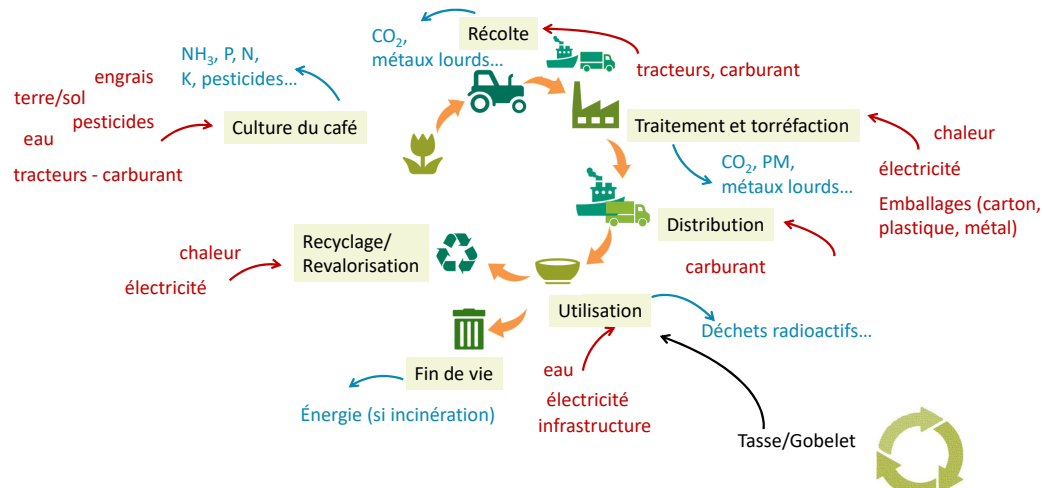 Récolte
CO₂,
métaux lourds...
tracteurs, carburant
NH₃, P, N,
K, pesticides...
engrais
terre/sol
pesticides
eau
tracteurs - carburant
Culture du café
Traitement et torréfaction
chaleur
électricité
Emballages (carton,
plastique, métal)
CO₂, PM,
métaux lourds...
Distribution
carburant
Recyclage/
Revalorisation
chaleur
électricité
Utilisation
Déchets radioactifs...
eau
électricité
infrastructure
Fin de vie
Énergie (si incinération)
Tasse/Gobelet